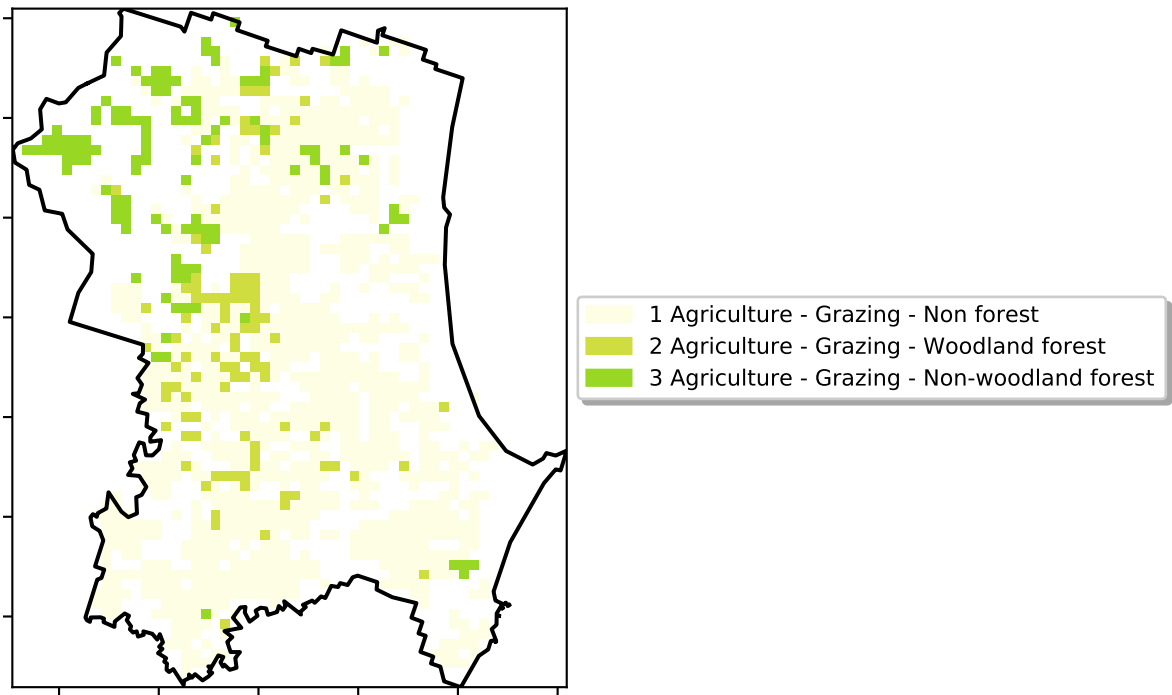 1 Agriculture - Grazing - Non forest
2 Agriculture - Grazing - Woodland forest
3 Agriculture - Grazing - Non-woodland forest